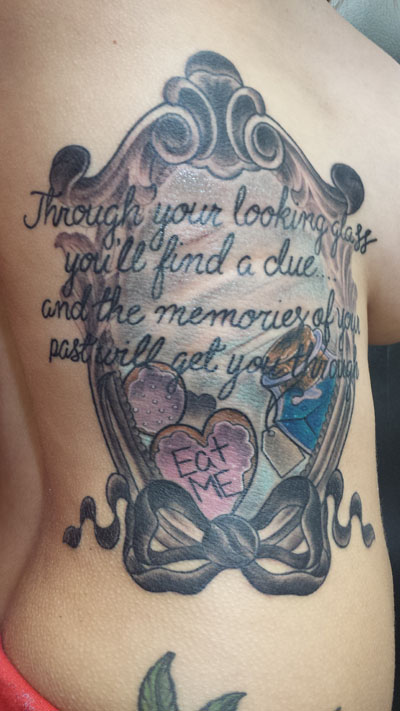 Through your looking glass
you'll find a clue...
and the memories of your
past will get you through
Eat
ME